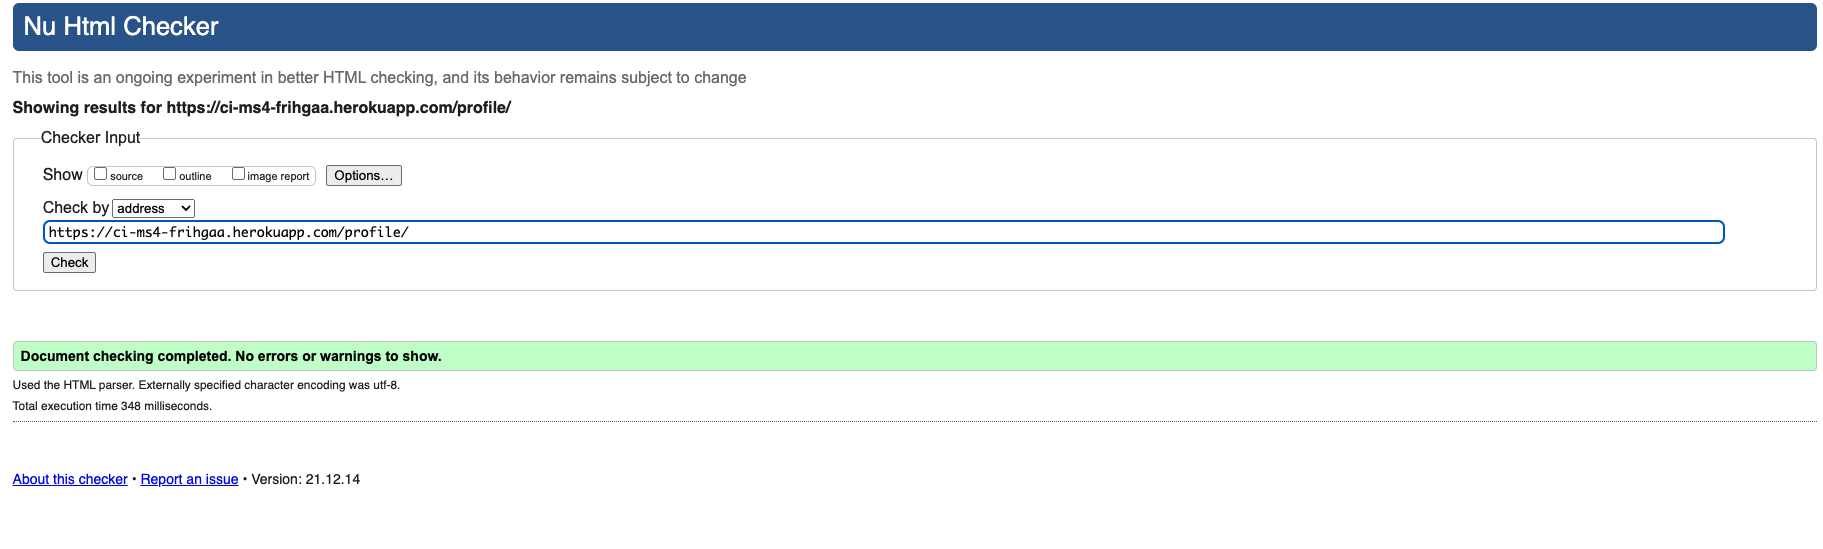 Nu Html Checker
This tool is an ongoing experiment in better HTML checking, and its behavior remains subject to change
Showing results for https://ci-ms4-frihgaa.herokuapp.com/profile/
Checker Input
Show source outline image report Options...
Check by address
https://ci-ms4-frihgaa.herokuapp.com/profile/
Check
Document checking completed. No errors or warnings to show.
Used the HTML parser. Externally specified character encoding was utf-8.
Total execution time 348 milliseconds.
About this checker • Report an issue • Version: 21.12.14